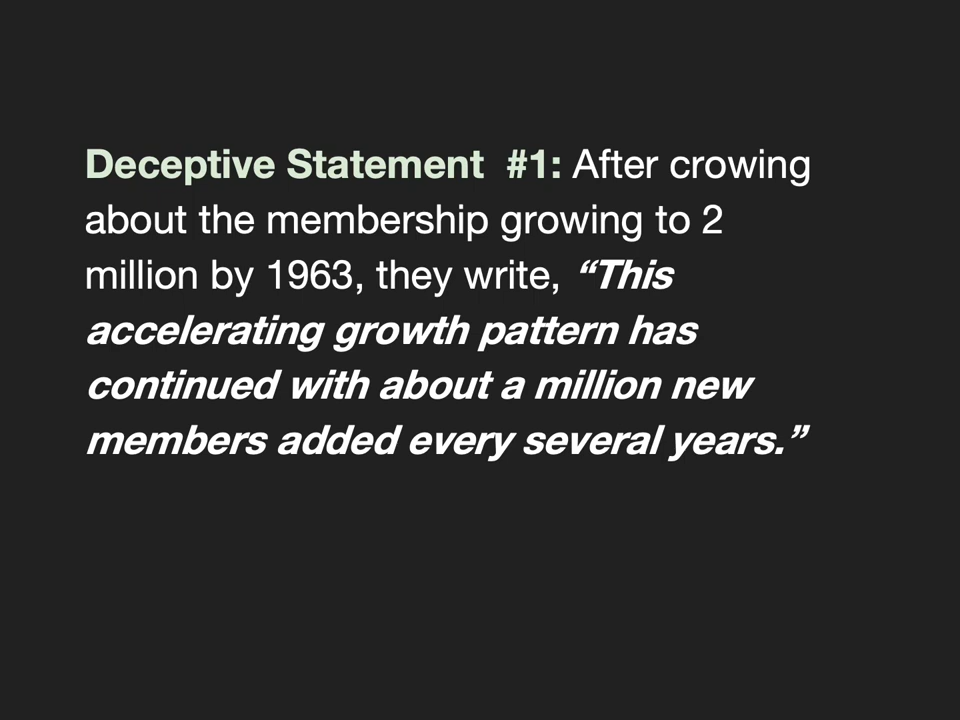 Deceptive Statement  #1: After crowing
about the membership growing to 2
million by 1963, they write, “This
accelerating growth pattern has
continued with about a million new
members added every several years.”